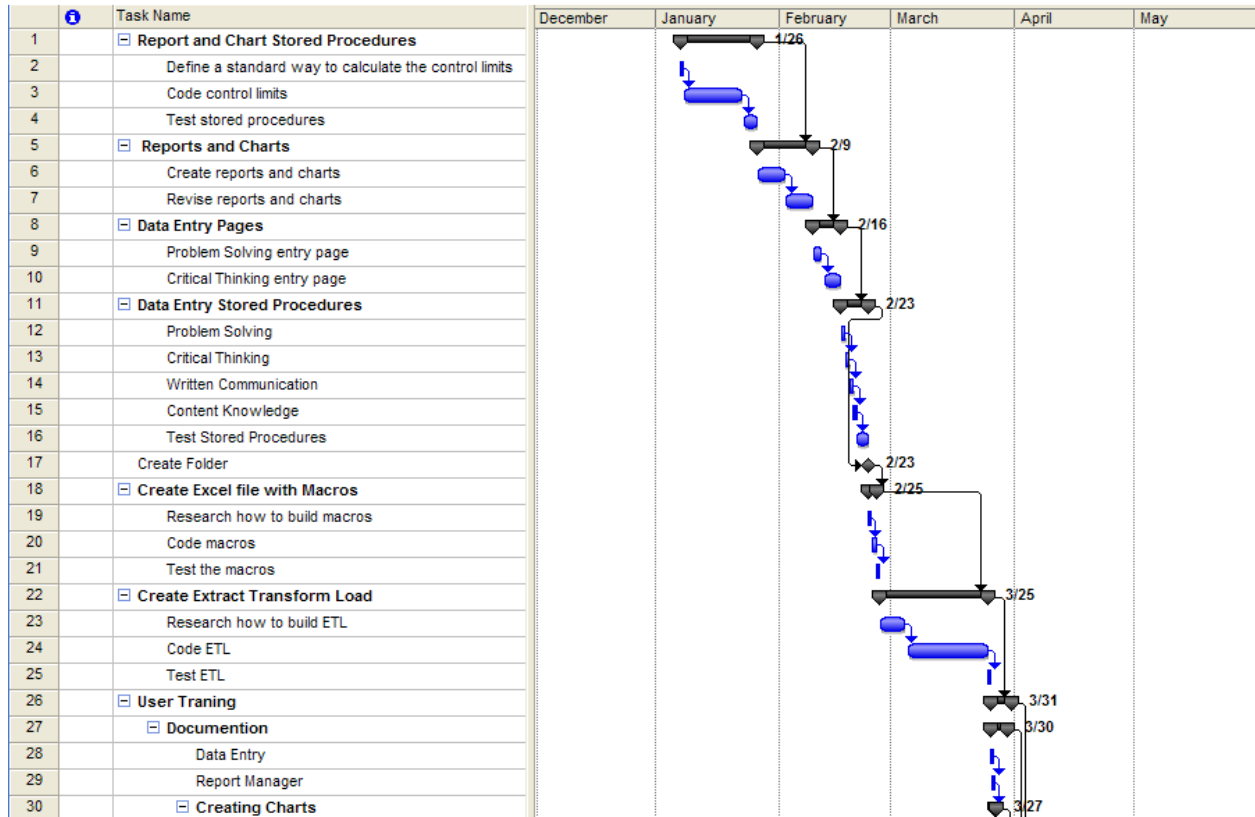 Task Name December January February March April May
1 Report and Chart Stored Procedures 1/26
2 Define a standard way to calculate the control limits
3 Code control limits
4 Test stored procedures
5 Reports and Charts 2/9
6 Create reports and charts
7 Revise reports and charts
8 Data Entry Pages 2/16
9 Problem Solving entry page
10 Critical Thinking entry page
11 Data Entry Stored Procedures 2/23
12 Problem Solving
13 Critical Thinking
14 Written Communication
15 Content Knowledge
16 Test Stored Procedures
17 Create Folder 2/23
18 Create Excel file with Macros 2/25
19 Research how to build macros
20 Code macros
21 Test the macros
22 Create Extract Transform Load 3/25
23 Research how to build ETL
24 Code ETL
25 Test ETL
26 User Traning 3/31
27 Documention 3/30
28 Data Entry
29 Report Manager
30 Creating Charts 3/27